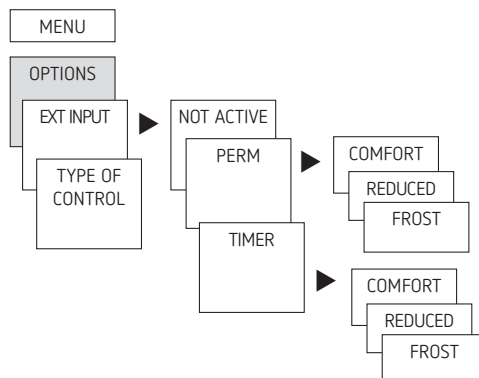 MENU
OPTIONS
EXT INPUT
TYPE OF
CONTROL
NOT ACTIVE
PERM
TIMER
COMFORT
REDUCED
FROST
COMFORT
REDUCED
FROST